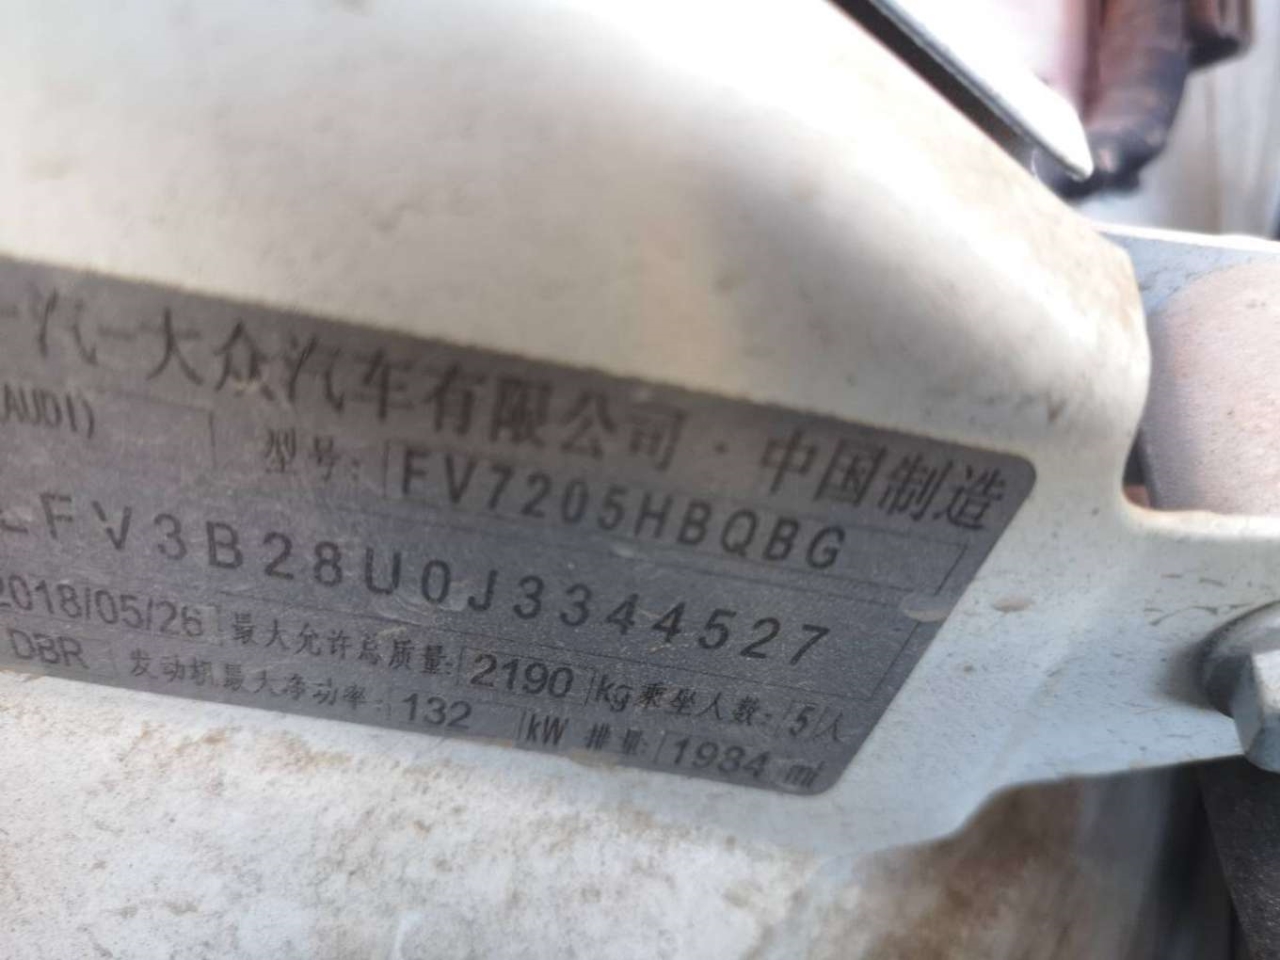 一汽-大众汽车有限公司·中国制造
(AUDI) 型号: FV7205HBQBG
LFV3B28U0J3344527
2018/05/26 最大允许总质量: 2190 kg 乘坐人数: 5 人
DBR 发动机最大净功率: 132 kW 排量: 1984 ml